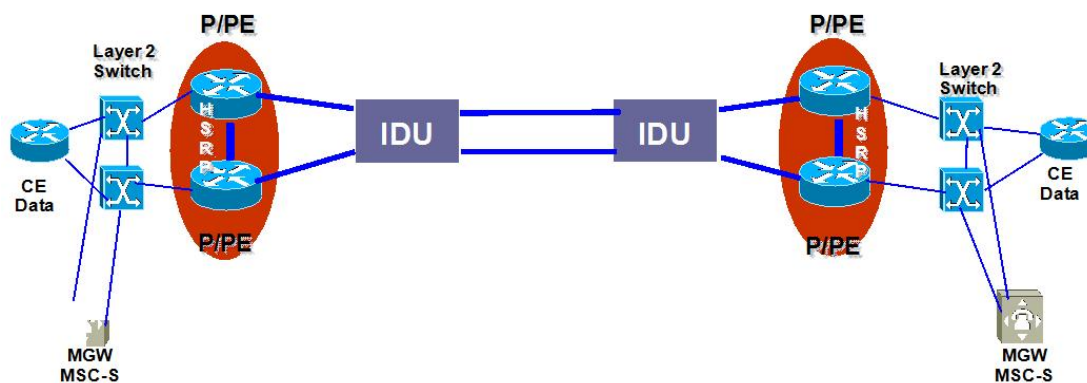 P/PE
Layer 2
Switch
HSRP
CE
Data
P/PE
MGW
MSC-S
IDU
IDU
P/PE
Layer 2
Switch
HSRP
CE
Data
P/PE
MGW
MSC-S